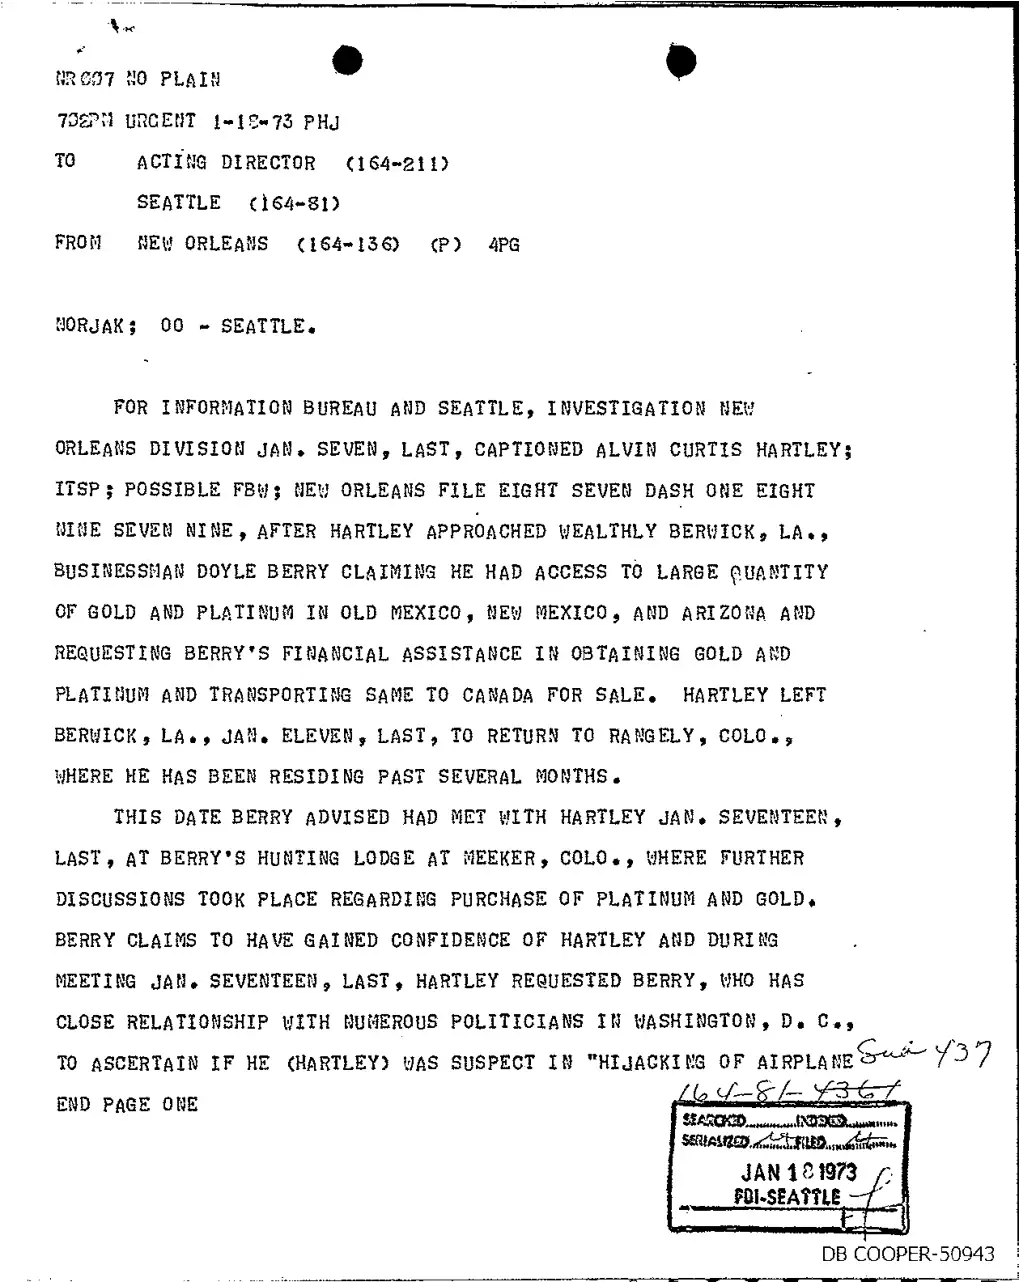 NR 007 NO PLAIN
732PM URGENT 1-18-73 PHJ
TO ACTING DIRECTOR (164-211)
SEATTLE (164-81)
FROM NEW ORLEANS (164-136) (P) 4PG
NORJAK; OO - SEATTLE.
FOR INFORMATION BUREAU AND SEATTLE, INVESTIGATION NEW
ORLEANS DIVISION JAN. SEVEN, LAST, CAPTIONED ALVIN CURTIS HARTLEY;
ITSP; POSSIBLE FBW; NEW ORLEANS FILE EIGHT SEVEN DASH ONE EIGHT
NINE SEVEN NINE, AFTER HARTLEY APPROACHED WEALTHLY BERWICK, LA.,
BUSINESSMAN DOYLE BERRY CLAIMING HE HAD ACCESS TO LARGE QUANTITY
OF GOLD AND PLATINUM IN OLD MEXICO, NEW MEXICO, AND ARIZONA AND
REQUESTING BERRY'S FINANCIAL ASSISTANCE IN OBTAINING GOLD AND
PLATINUM AND TRANSPORTING SAME TO CANADA FOR SALE. HARTLEY LEFT
BERWICK, LA., JAN. ELEVEN, LAST, TO RETURN TO RANGELY, COLO.,
WHERE HE HAS BEEN RESIDING PAST SEVERAL MONTHS.
THIS DATE BERRY ADVISED HAD MET WITH HARTLEY JAN. SEVENTEEN,
LAST, AT BERRY'S HUNTING LODGE AT MEEKER, COLO., WHERE FURTHER
DISCUSSIONS TOOK PLACE REGARDING PURCHASE OF PLATINUM AND GOLD.
BERRY CLAIMS TO HAVE GAINED CONFIDENCE OF HARTLEY AND DURING
MEETING JAN. SEVENTEEN, LAST, HARTLEY REQUESTED BERRY, WHO HAS
CLOSE RELATIONSHIP WITH NUMEROUS POLITICIANS IN WASHINGTON, D. C.,
TO ASCERTAIN IF HE (HARTLEY) WAS SUSPECT IN "HIJACKING OF AIRPLANE
437
END PAGE ONE
164-81-4361
SEARCHED INDEXED
SERIALIZED FILED
JAN 18 1973
FBI-SEATTLE
DB COOPER-50943